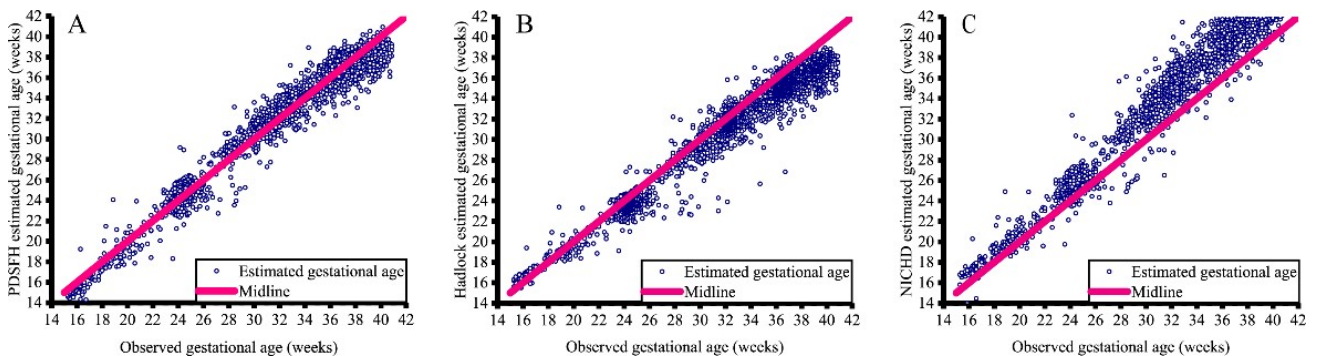 A
PDSFH estimated gestational age (weeks)
42
40
38
36
34
32
30
28
26
24
22
20
18
16
14
Estimated gestational age
Midline
14 16 18 20 22 24 26 28 30 32 34 36 38 40 42
Observed gestational age (weeks)
B
Hadlock estimated gestational age (weeks)
42
40
38
36
34
32
30
28
26
24
22
20
18
16
14
Estimated gestational age
Midline
14 16 18 20 22 24 26 28 30 32 34 36 38 40 42
Observed gestational age (weeks)
C
NICHD estimated gestational age (weeks)
42
40
38
36
34
32
30
28
26
24
22
20
18
16
14
Estimated gestational age
Midline
14 16 18 20 22 24 26 28 30 32 34 36 38 40 42
Observed gestational age (weeks)